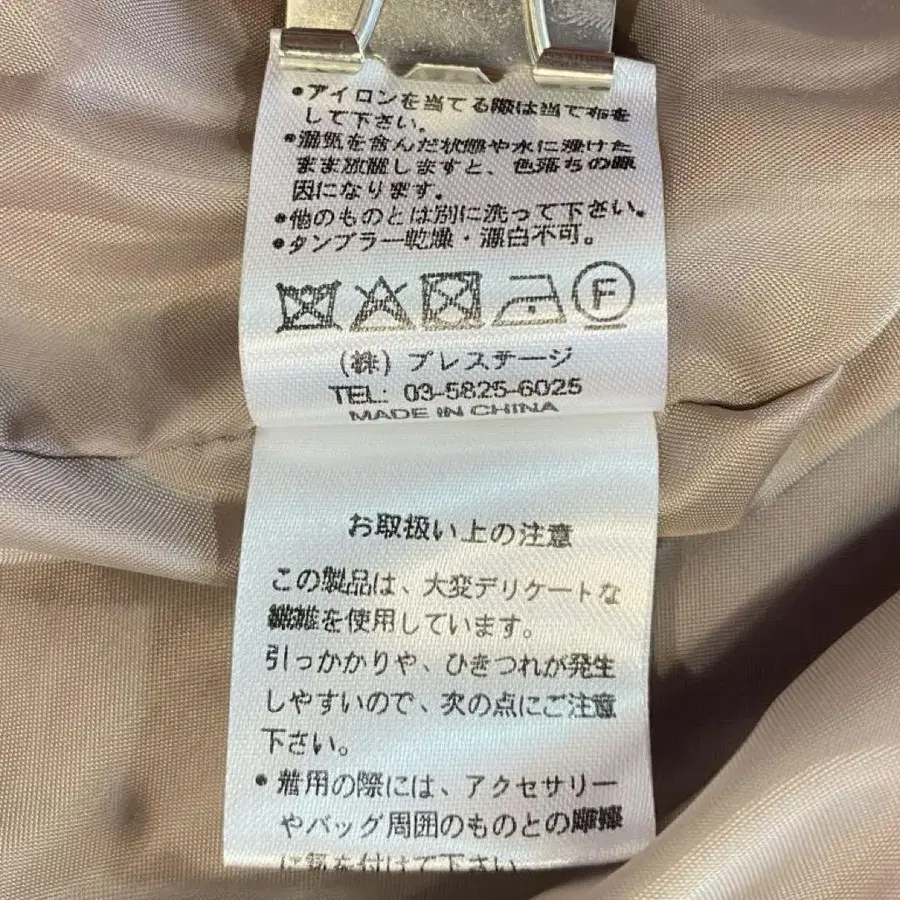 •アイロンを当てる際は当て布を
して下さい。
•湿気を含んだ状態や水に浸けた
まま放置しますと、色落ちの原
因になります。
•他のものとは別に洗って下さい。
•タンブラー乾燥・漂白不可。
F
(株) プレステージ
TEL: 03-5825-6025
MADE IN CHINA
お取扱い上の注意
この製品は、大変デリケートな
繊維を使用しています。
引っかかりや、ひきつれが発生
しやすいので、次の点にご注意
下さい。
• 着用の際には、アクセサリー
やバッグ周囲のものとの摩擦
に気を付けて下さい。